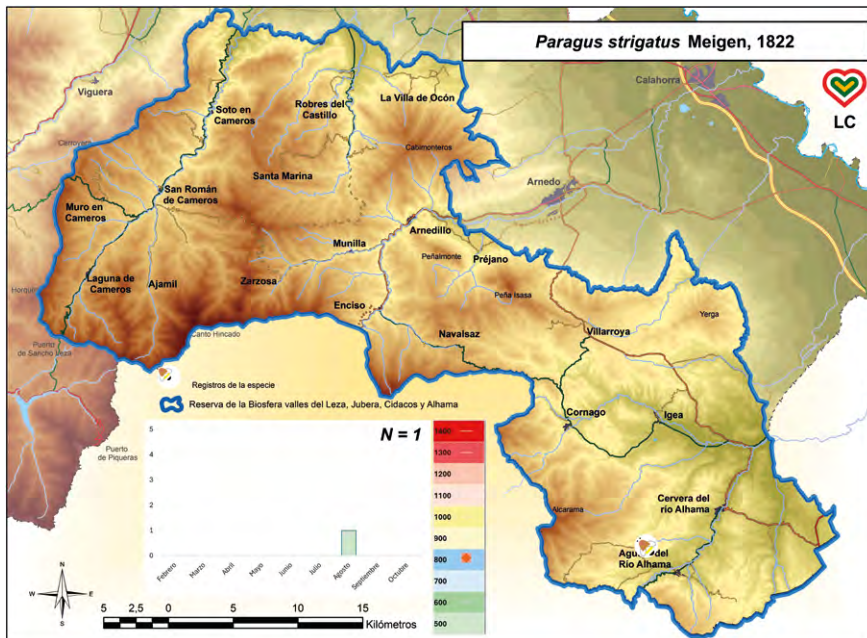 Paragus strigatus Meigen, 1822
Calahorra
LC
Viguera
Soto en
Cameros
Robres del
Castillo
La Villa de Ocón
Cabimonteros
Santa Marina
Arnedo
San Román
de Cameros
Muro en
Cameros
Arnedillo
Munilla
Peñalmonte
Préjano
Laguna de
Cameros
Ajamil
Zarzosa
Peña Isasa
Enciso
Navalsaz
Villarroya
Yerga
Canto Hincado
Puerto
de Sancho Leza
Registros de la especie
Reserva de la Biosfera valles del Leza, Jubera, Cidacos y Alhama
Cornago
Igea
Puerto
de Piqueras
N = 1
5
4
3
2
1
0
Febrero
Marzo
Abril
Mayo
Junio
Julio
Agosto
Septiembre
Octubre
1400
1300
1200
1100
1000
900
800
700
600
500
Alcarama
Cervera del
río Alhama
del
Río Alhama
N
W
E
S
5 2,5 0 5 10 15
Kilómetros